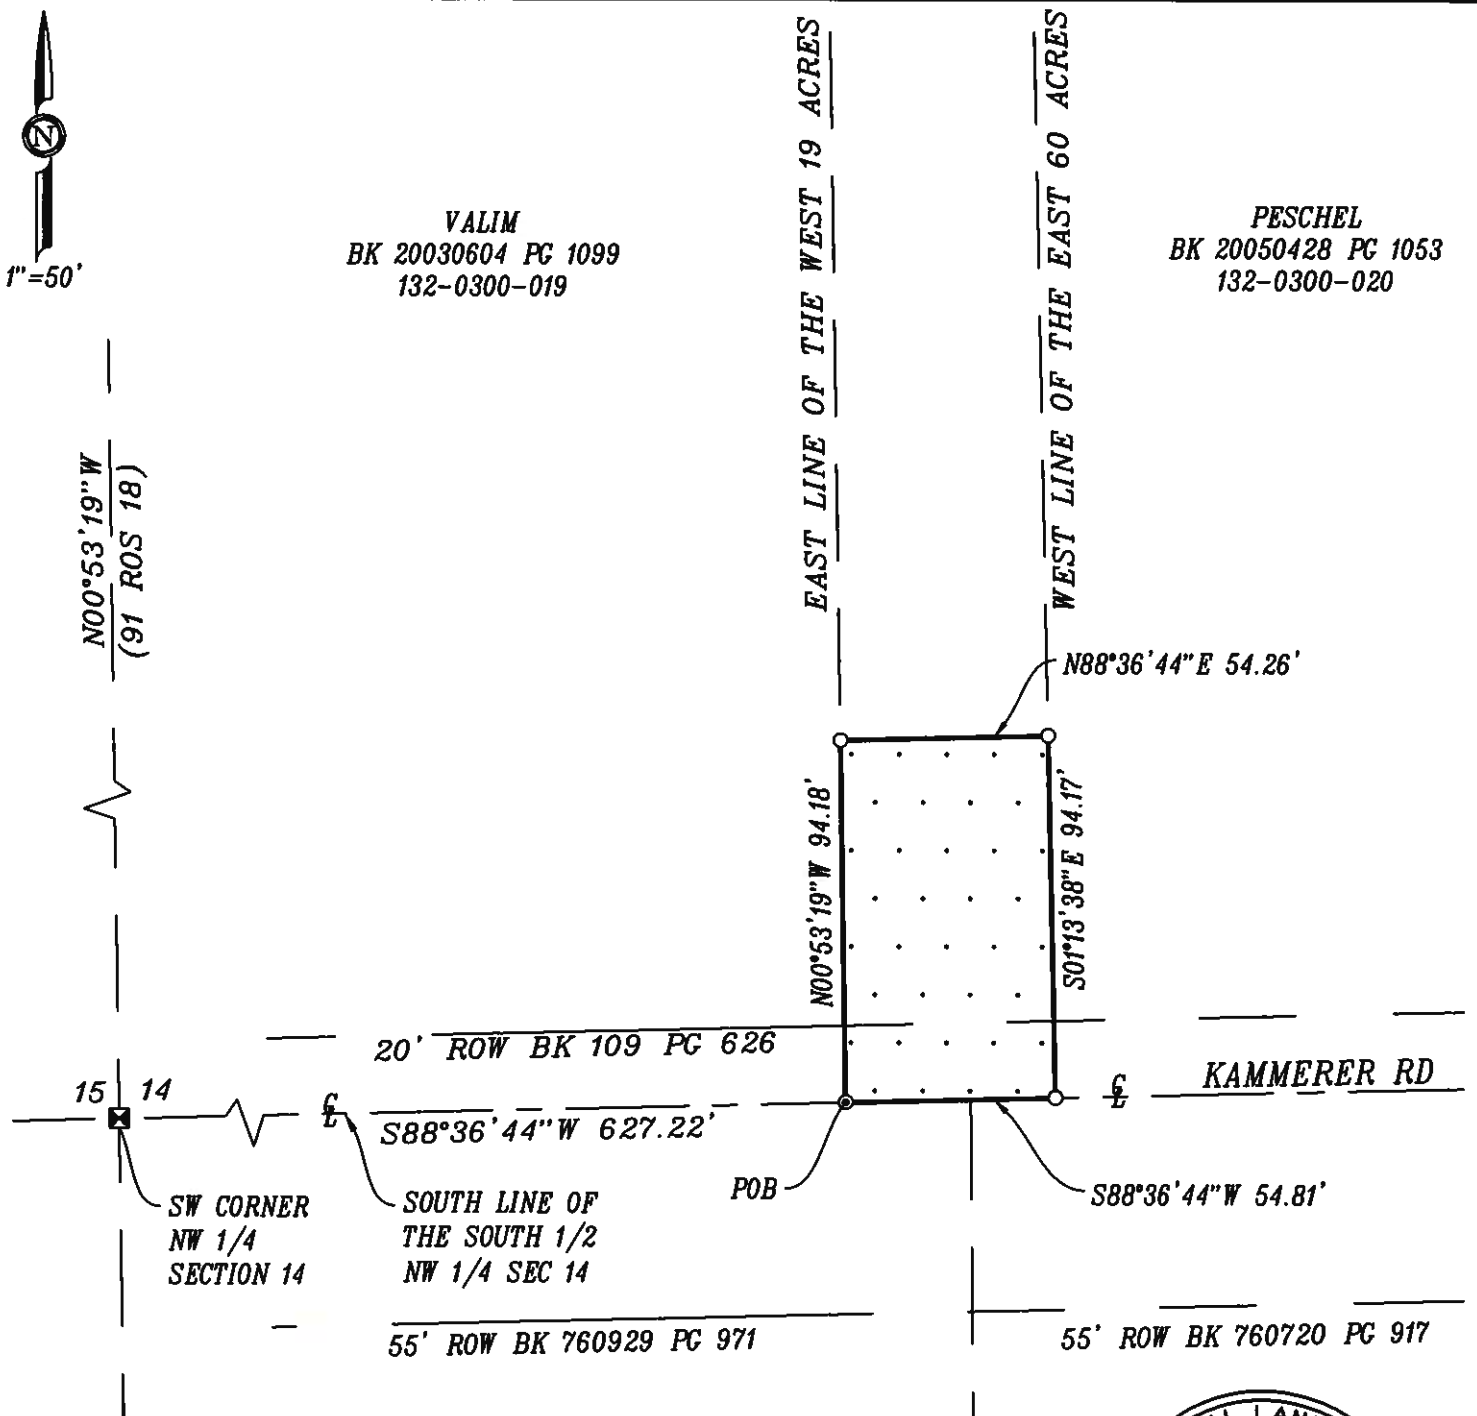 N
1"=50'
VALIM
BK 20030604 PG 1099
132-0300-019
EAST LINE OF THE WEST 19 ACRES
WEST LINE OF THE EAST 60 ACRES
PESCHEL
BK 20050428 PG 1053
132-0300-020
N00°53'19"W
(91 ROS 18)
N88°36'44"E 54.26'
N00°53'19"W 94.18'
S01°13'38"E 94.17'
20' ROW BK 109 PG 626
KAMMERER RD
15 14
CL
CL
S88°36'44"W 627.22'
POB
S88°36'44"W 54.81'
SW CORNER
NW 1/4
SECTION 14
SOUTH LINE OF
THE SOUTH 1/2
NW 1/4 SEC 14
55' ROW BK 760929 PG 971
55' ROW BK 760720 PG 917